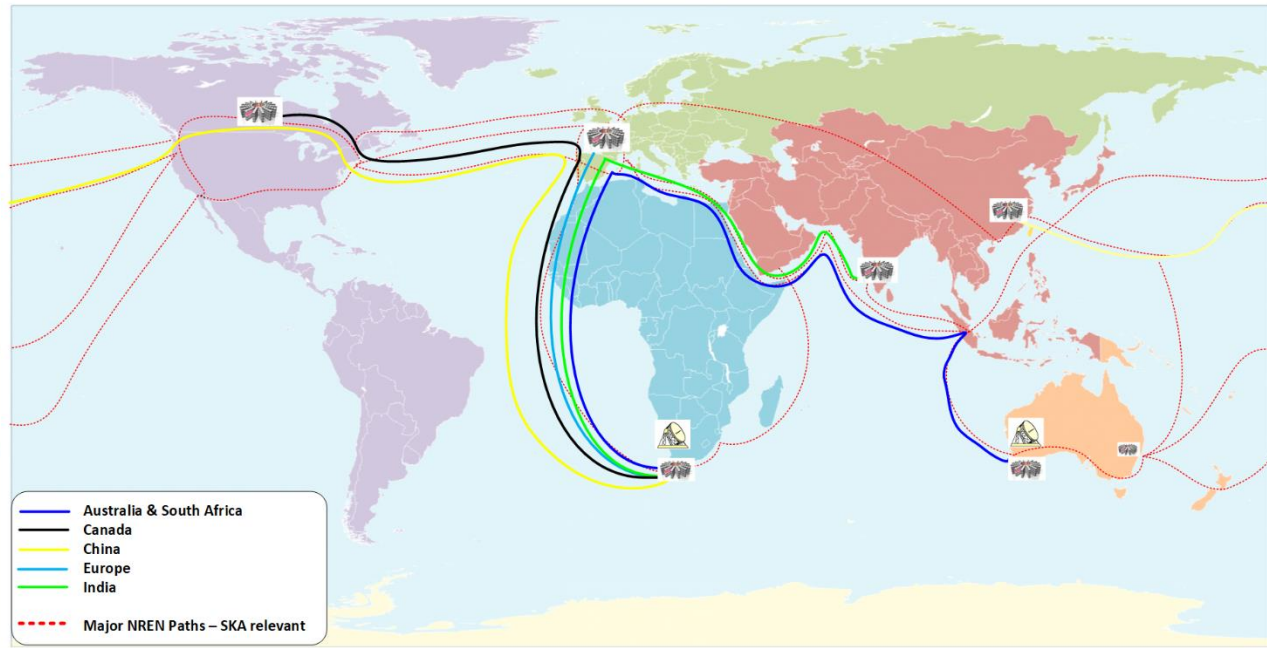 Australia & South Africa
Canada
China
Europe
India
Major NREN Paths – SKA relevant